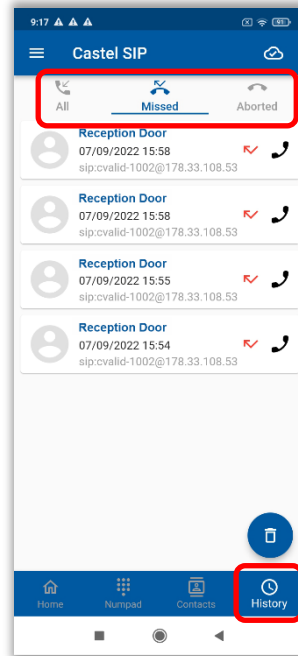 9:17
Castel SIP
All Missed Aborted
Reception Door
07/09/2022 15:58
sip:cvalid-1002@178.33.108.53
Reception Door
07/09/2022 15:58
sip:cvalid-1002@178.33.108.53
Reception Door
07/09/2022 15:55
sip:cvalid-1002@178.33.108.53
Reception Door
07/09/2022 15:54
sip:cvalid-1002@178.33.108.53
Home Numpad Contacts History